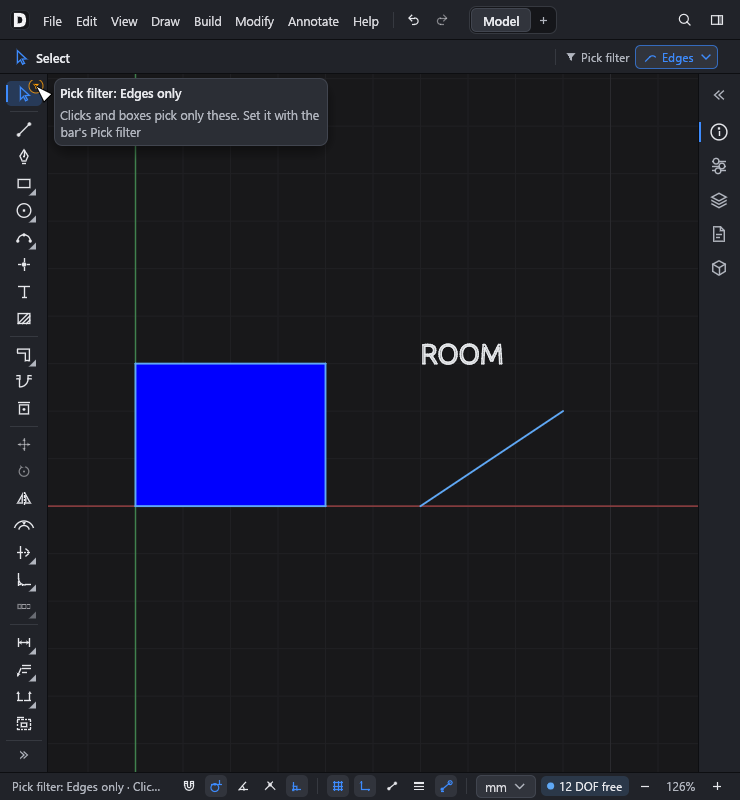 D File Edit View Draw Build Modify Annotate Help Model +
Select Pick filter Edges
Pick filter: Edges only
Clicks and boxes pick only these. Set it with the
bar's Pick filter
ROOM
Pick filter: Edges only · Clic... mm 12 DOF free − 126% +